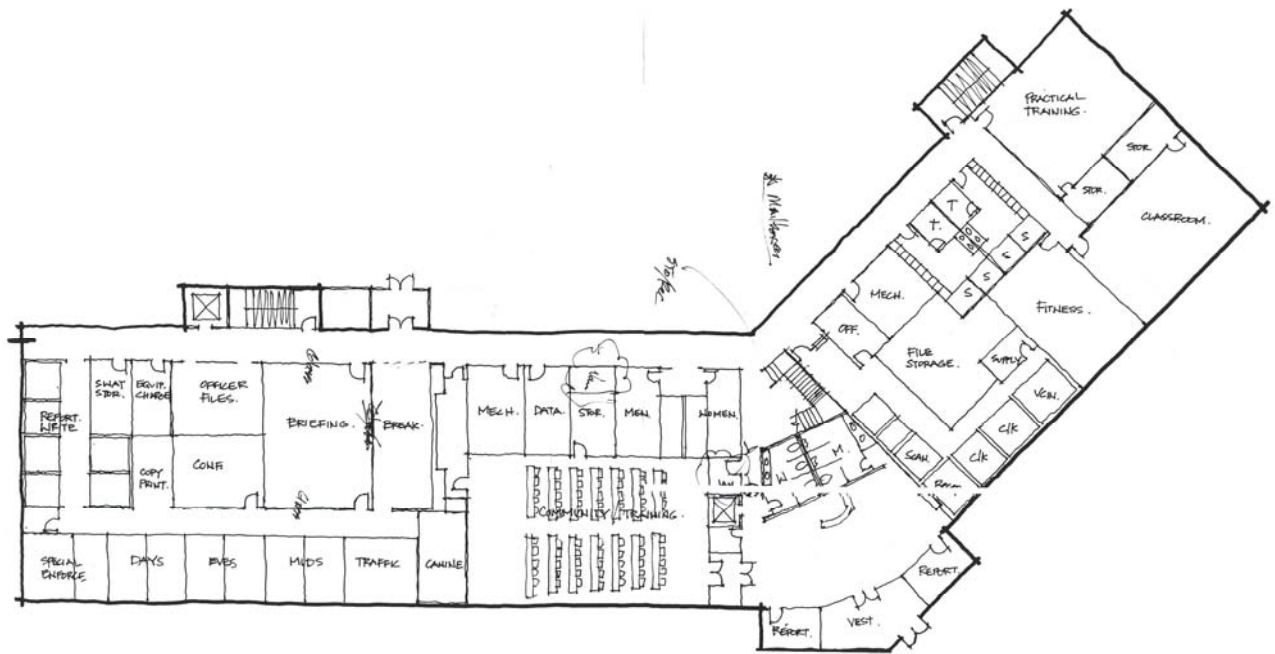 PRACTICAL
TRAINING.
STOR
STOR.
CLASSROOM.
T
T.
S
S
S
S
MECH.
OFF.
FITNESS.
FILE
STORAGE.
SUPPLY
VCIN.
C/K
C/K
SCAN.
REPORT
WRITE
SWAT
STOR.
EQUIP.
CHARGE
OFFICER
FILES.
BRIEFING.
BREAK.
COPY
PRINT.
CONF
MECH.
DATA.
STOR.
MEN.
WOMEN.
M.
W
COMMUNITY TRAINING.
SPECIAL
ENFORCE
DAYS
EVES
MIDS
TRAFFIC
CANINE
REPORT.
VEST.
REPORT.